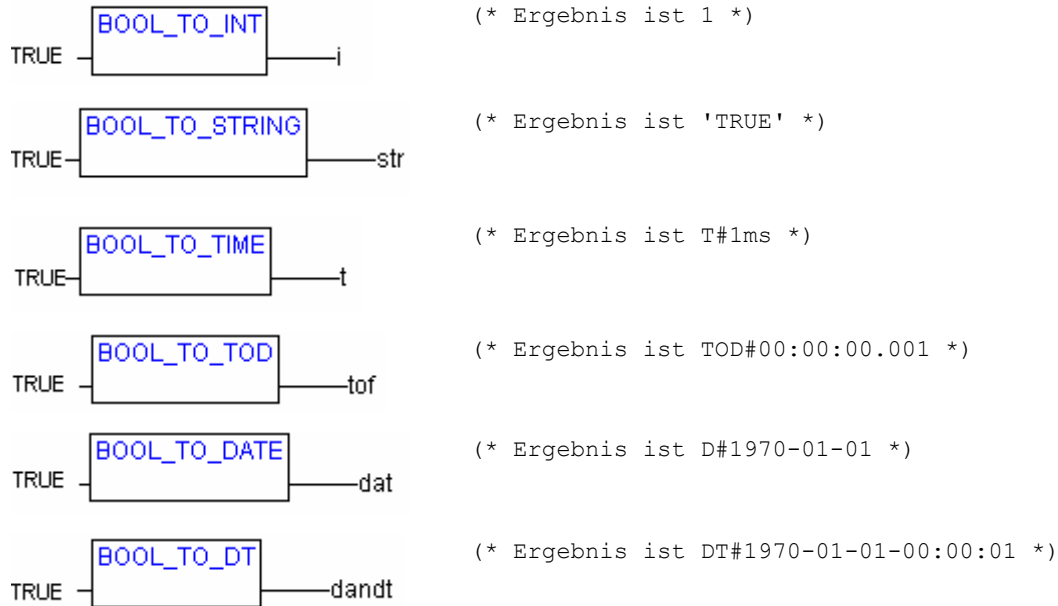 BOOL_TO_INT (* Ergebnis ist 1 *)
TRUE i
BOOL_TO_STRING (* Ergebnis ist 'TRUE' *)
TRUE str
BOOL_TO_TIME (* Ergebnis ist T#1ms *)
TRUE t
BOOL_TO_TOD (* Ergebnis ist TOD#00:00:00.001 *)
TRUE tof
BOOL_TO_DATE (* Ergebnis ist D#1970-01-01 *)
TRUE dat
BOOL_TO_DT (* Ergebnis ist DT#1970-01-01-00:00:01 *)
TRUE dandt